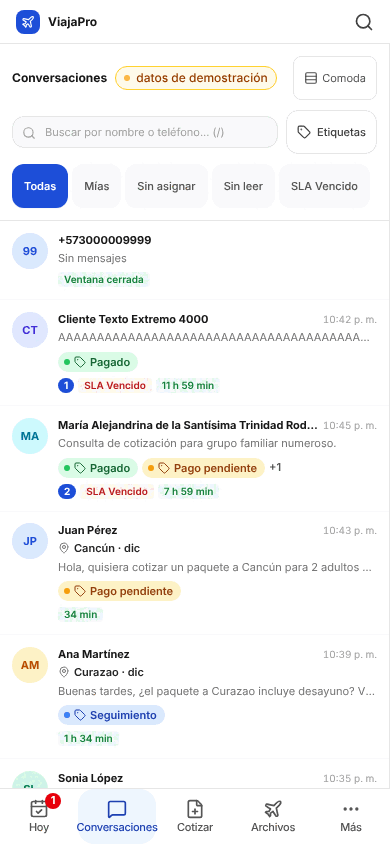 ViajaPro
Conversaciones
datos de demostración
Comoda
Buscar por nombre o teléfono... (/)
Etiquetas
Todas
Mías
Sin asignar
Sin leer
SLA Vencido
99
+573000009999
Sin mensajes
Ventana cerrada
CT
Cliente Texto Extremo 4000
10:42 p. m.
AAAAAAAAAAAAAAAAAAAAAAAAAAAAAAAAAAAAAAAAA...
Pagado
1
SLA Vencido
11 h 59 min
MA
María Alejandrina de la Santísima Trinidad Rod...
10:45 p. m.
Consulta de cotización para grupo familiar numeroso.
Pagado
Pago pendiente
+1
2
SLA Vencido
7 h 59 min
JP
Juan Pérez
10:43 p. m.
Cancún · dic
Hola, quisiera cotizar un paquete a Cancún para 2 adultos ...
Pago pendiente
34 min
AM
Ana Martínez
10:39 p. m.
Curazao · dic
Buenas tardes, ¿el paquete a Curazao incluye desayuno? V...
Seguimiento
1 h 34 min
SL
Sonia López
10:35 p. m.
1
Hoy
Conversaciones
Cotizar
Archivos
Más